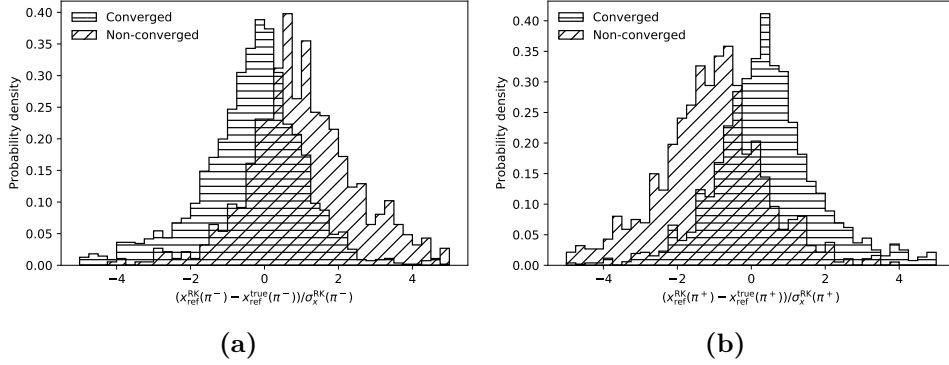 Converged
Non-converged
Probability density
0.40
0.35
0.30
0.25
0.20
0.15
0.10
0.05
0.00
−4 −2 0 2 4
(x_ref^RK(π^−) − x_ref^true(π^−))/σ_x^RK(π^−)
(a)
Converged
Non-converged
Probability density
0.40
0.35
0.30
0.25
0.20
0.15
0.10
0.05
0.00
−4 −2 0 2 4
(x_ref^RK(π^+) − x_ref^true(π^+))/σ_x^RK(π^+)
(b)